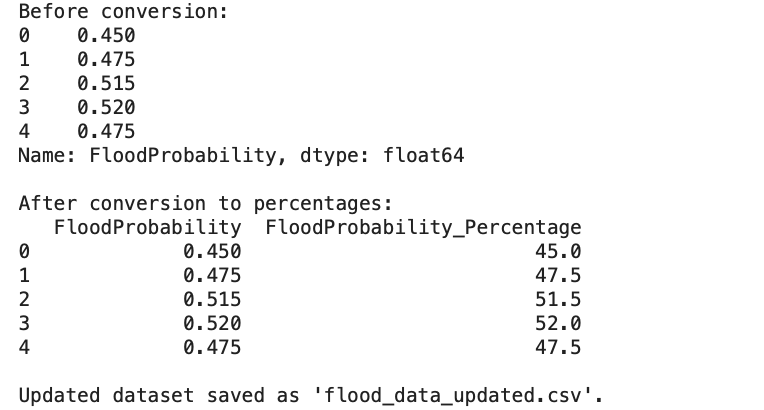 Before conversion:
0    0.450
1    0.475
2    0.515
3    0.520
4    0.475
Name: FloodProbability, dtype: float64

After conversion to percentages:
   FloodProbability  FloodProbability_Percentage
0             0.450                         45.0
1             0.475                         47.5
2             0.515                         51.5
3             0.520                         52.0
4             0.475                         47.5

Updated dataset saved as 'flood_data_updated.csv'.